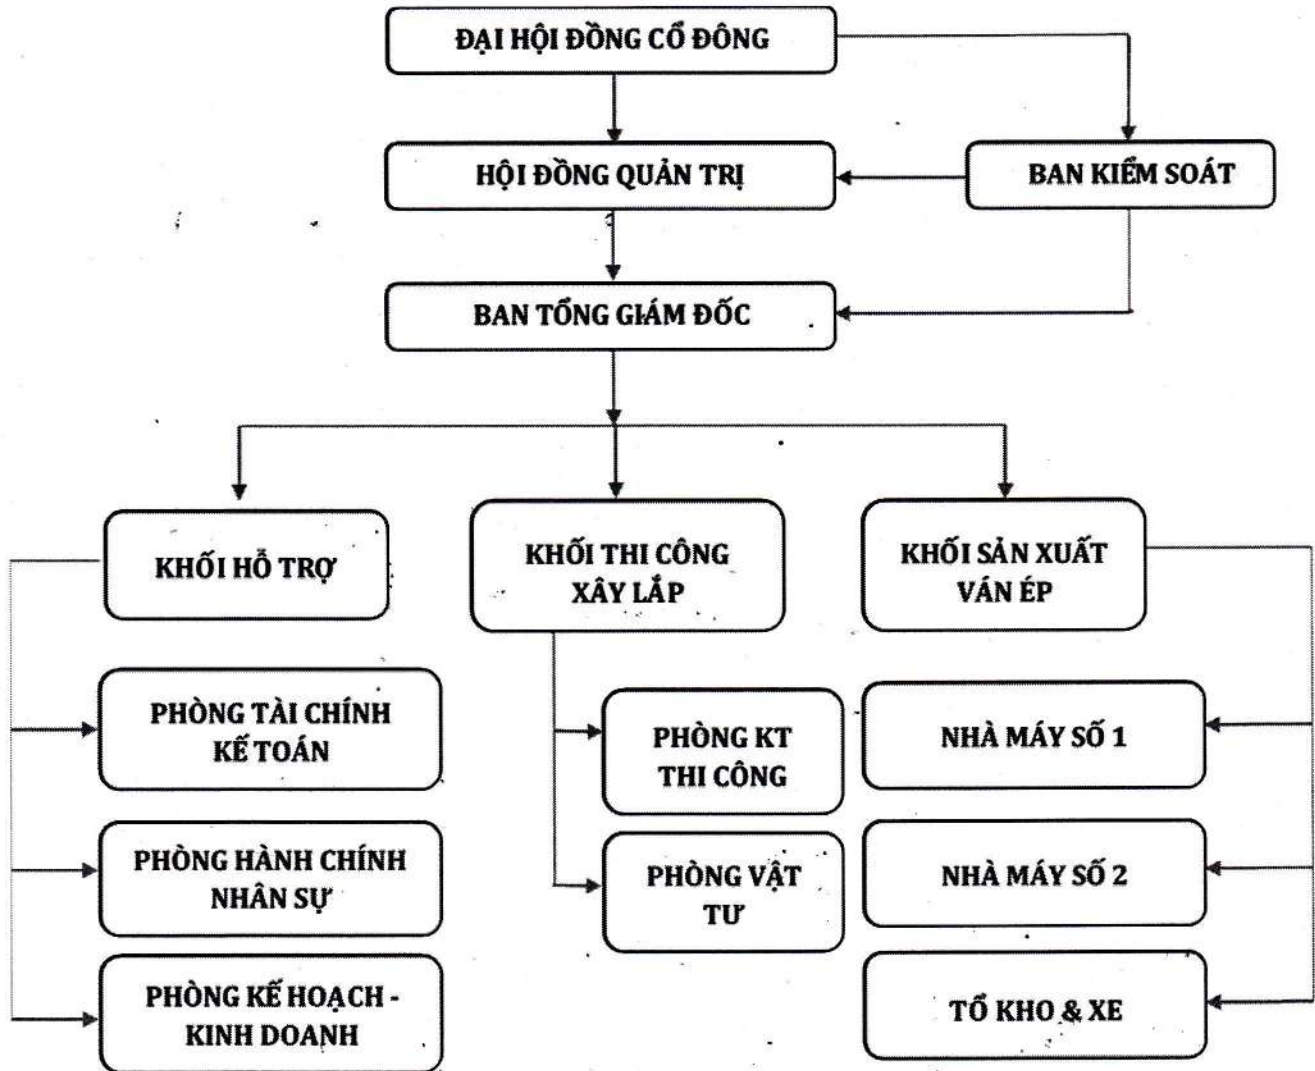 ĐẠI HỘI ĐỒNG CỔ ĐÔNG
HỘI ĐỒNG QUẢN TRỊ
BAN KIỂM SOÁT
BAN TỔNG GIÁM ĐỐC
KHỐI HỖ TRỢ
KHỐI THI CÔNG
XÂY LẮP
KHỐI SẢN XUẤT
VÁN ÉP
PHÒNG TÀI CHÍNH
KẾ TOÁN
PHÒNG HÀNH CHÍNH
NHÂN SỰ
PHÒNG KẾ HOẠCH -
KINH DOANH
PHÒNG KT
THI CÔNG
PHÒNG VẬT
TƯ
NHÀ MÁY SỐ 1
NHÀ MÁY SỐ 2
TỔ KHO & XE